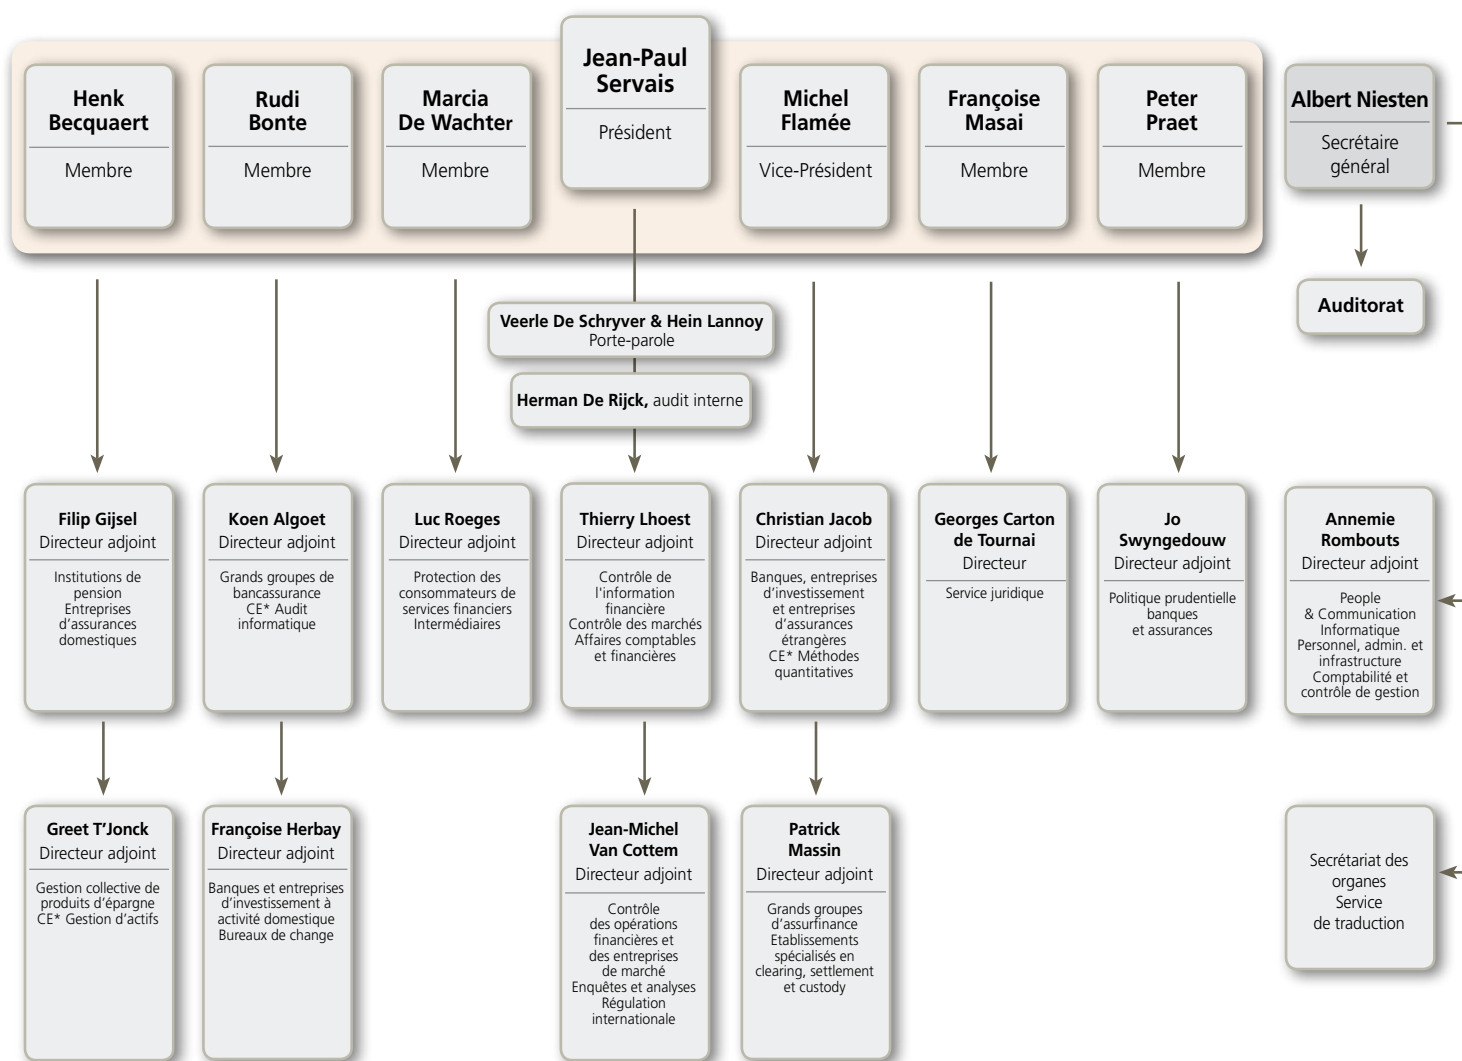 Henk
Becquaert
Membre
Rudi
Bonte
Membre
Marcia
De Wachter
Membre
Jean-Paul
Servais
Président
Michel
Flamée
Vice-Président
Françoise
Masai
Membre
Peter
Praet
Membre
Albert Niesten
Secrétaire
général
Auditorat
Veerle De Schryver & Hein Lannoy
Porte-parole
Herman De Rijck, audit interne
Filip Gijsel
Directeur adjoint
Institutions de
pension
Entreprises
d'assurances
domestiques
Koen Algoet
Directeur adjoint
Grands groupes de
bancassurance
CE* Audit
informatique
Luc Roeges
Directeur adjoint
Protection des
consommateurs de
services financiers
Intermédiaires
Thierry Lhoest
Directeur adjoint
Contrôle de
l'information
financière
Contrôle des marchés
Affaires comptables
et financières
Christian Jacob
Directeur adjoint
Banques, entreprises
d'investissement
et entreprises
d'assurances
étrangères
CE* Méthodes
quantitatives
Georges Carton
de Tournai
Directeur
Service juridique
Jo
Swyngedouw
Directeur adjoint
Politique prudentielle
banques
et assurances
Annemie
Rombouts
Directeur adjoint
People
& Communication
Informatique
Personnel, admin. et
infrastructure
Comptabilité et
contrôle de gestion
Greet T'Jonck
Directeur adjoint
Gestion collective de
produits d'épargne
CE* Gestion d'actifs
Françoise Herbay
Directeur adjoint
Banques et entreprises
d'investissement à
activité domestique
Bureaux de change
Jean-Michel
Van Cottem
Directeur adjoint
Contrôle
des opérations
financières et
des entreprises
de marché
Enquêtes et analyses
Régulation
internationale
Patrick
Massin
Directeur adjoint
Grands groupes
d'assurfinance
Etablissements
spécialisés en
clearing, settlement
et custody
Secrétariat des
organes
Service
de traduction